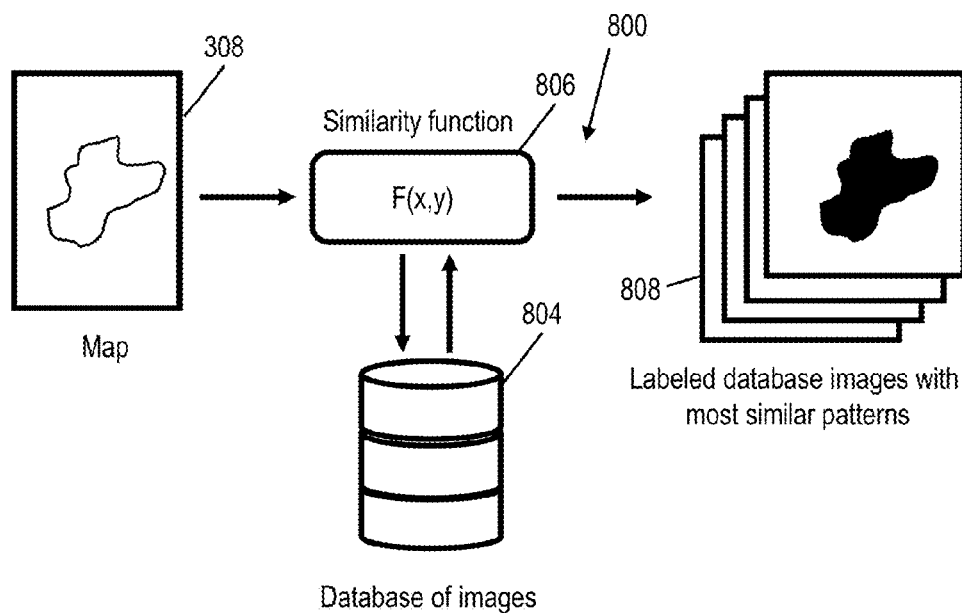 800
308
806
Similarity function
F(x,y)
808
804
Map
Labeled database images with
most similar patterns
Database of images